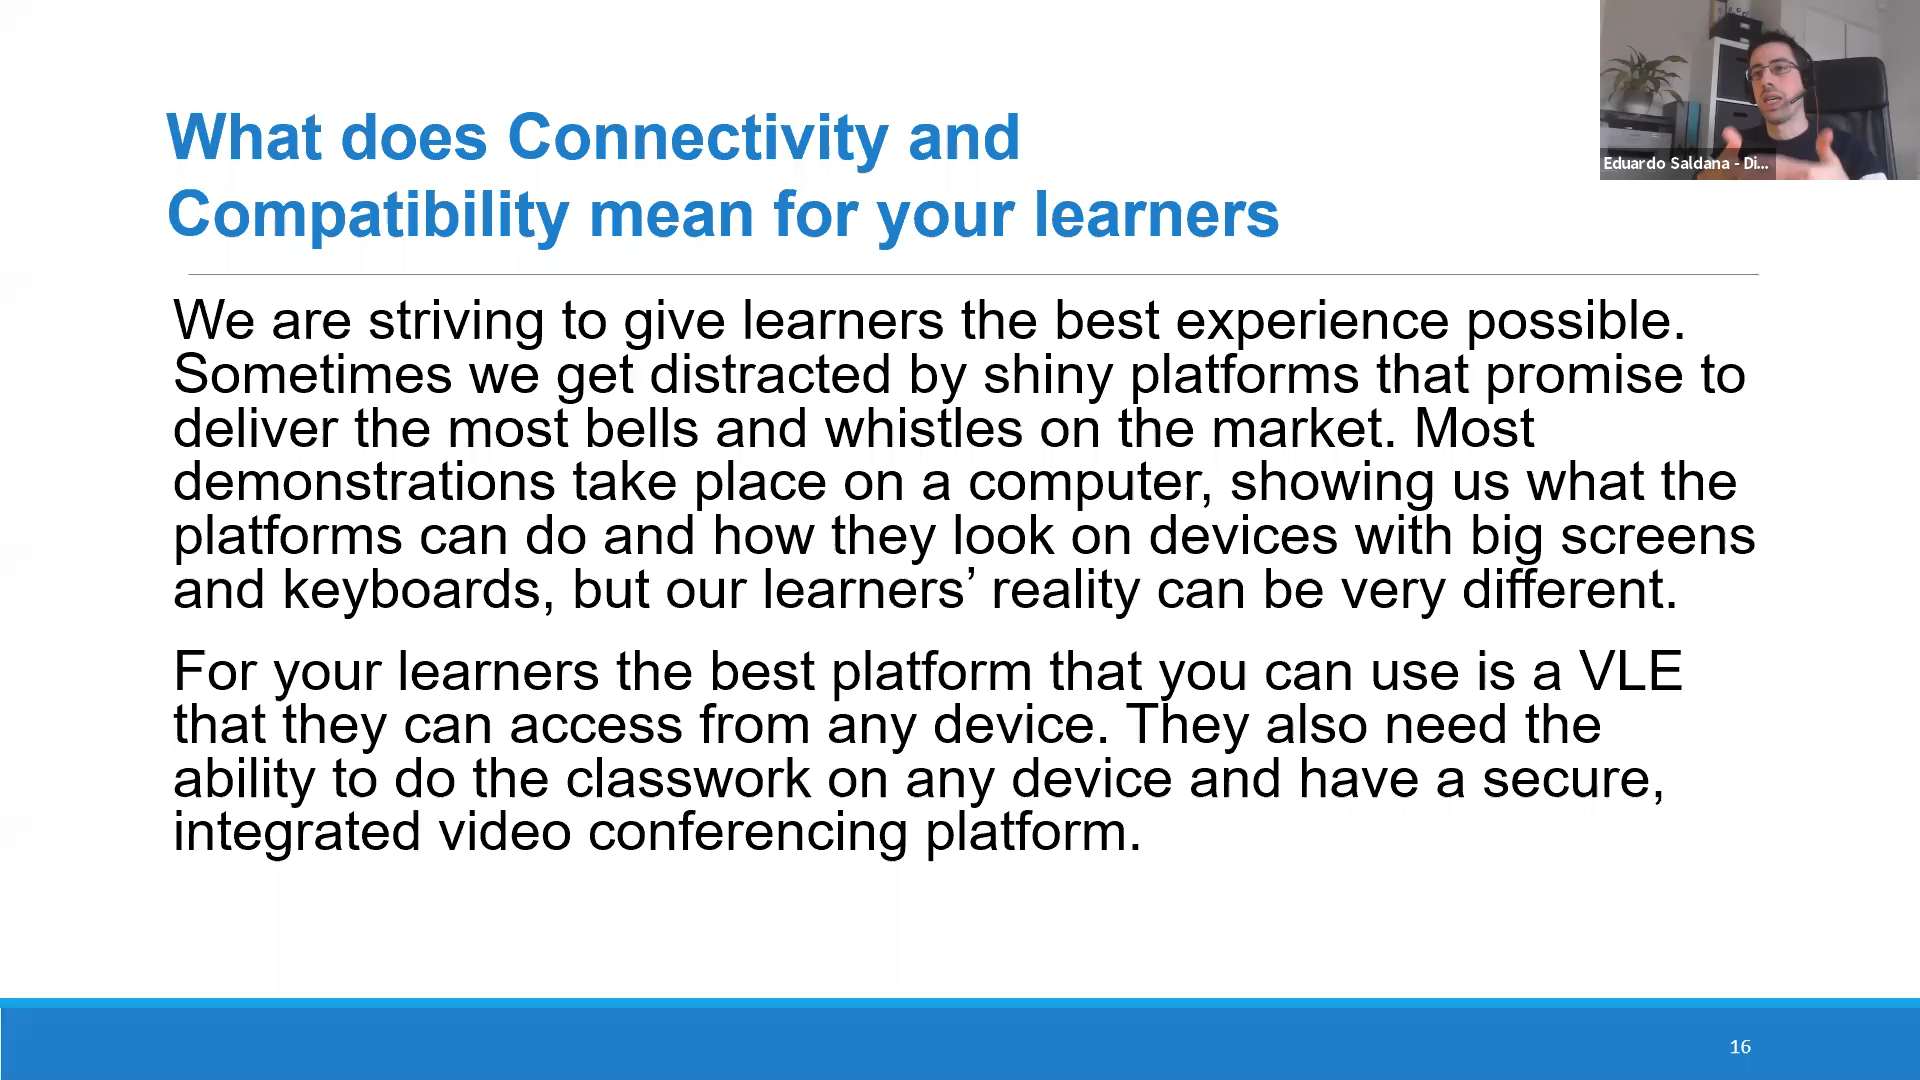 What does Connectivity and
Compatibility mean for your learners
Eduardo Saldana - Di...
We are striving to give learners the best experience possible.
Sometimes we get distracted by shiny platforms that promise to
deliver the most bells and whistles on the market. Most
demonstrations take place on a computer, showing us what the
platforms can do and how they look on devices with big screens
and keyboards, but our learners’ reality can be very different.
For your learners the best platform that you can use is a VLE
that they can access from any device. They also need the
ability to do the classwork on any device and have a secure,
integrated video conferencing platform.
16